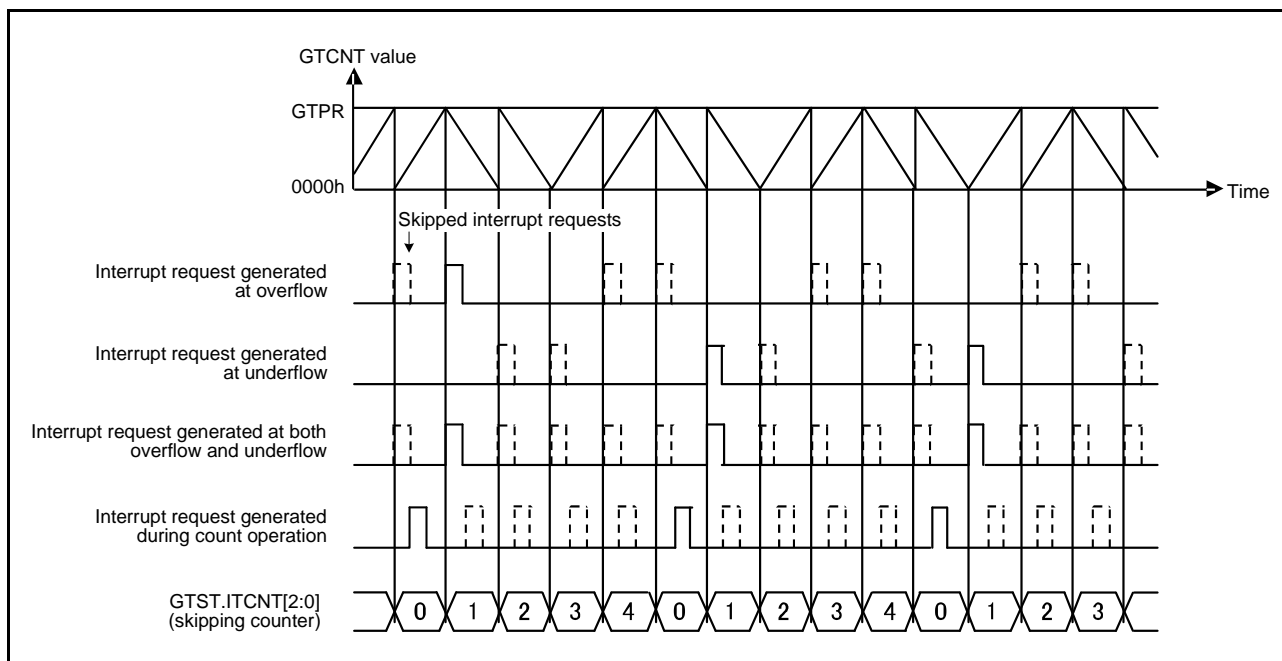 GTCNT value
GTPR
0000h
Time
Skipped interrupt requests
Interrupt request generated
at overflow
Interrupt request generated
at underflow
Interrupt request generated at both
overflow and underflow
Interrupt request generated
during count operation
GTST.ITCNT[2:0]
(skipping counter)
0 1 2 3 4 0 1 2 3 4 0 1 2 3